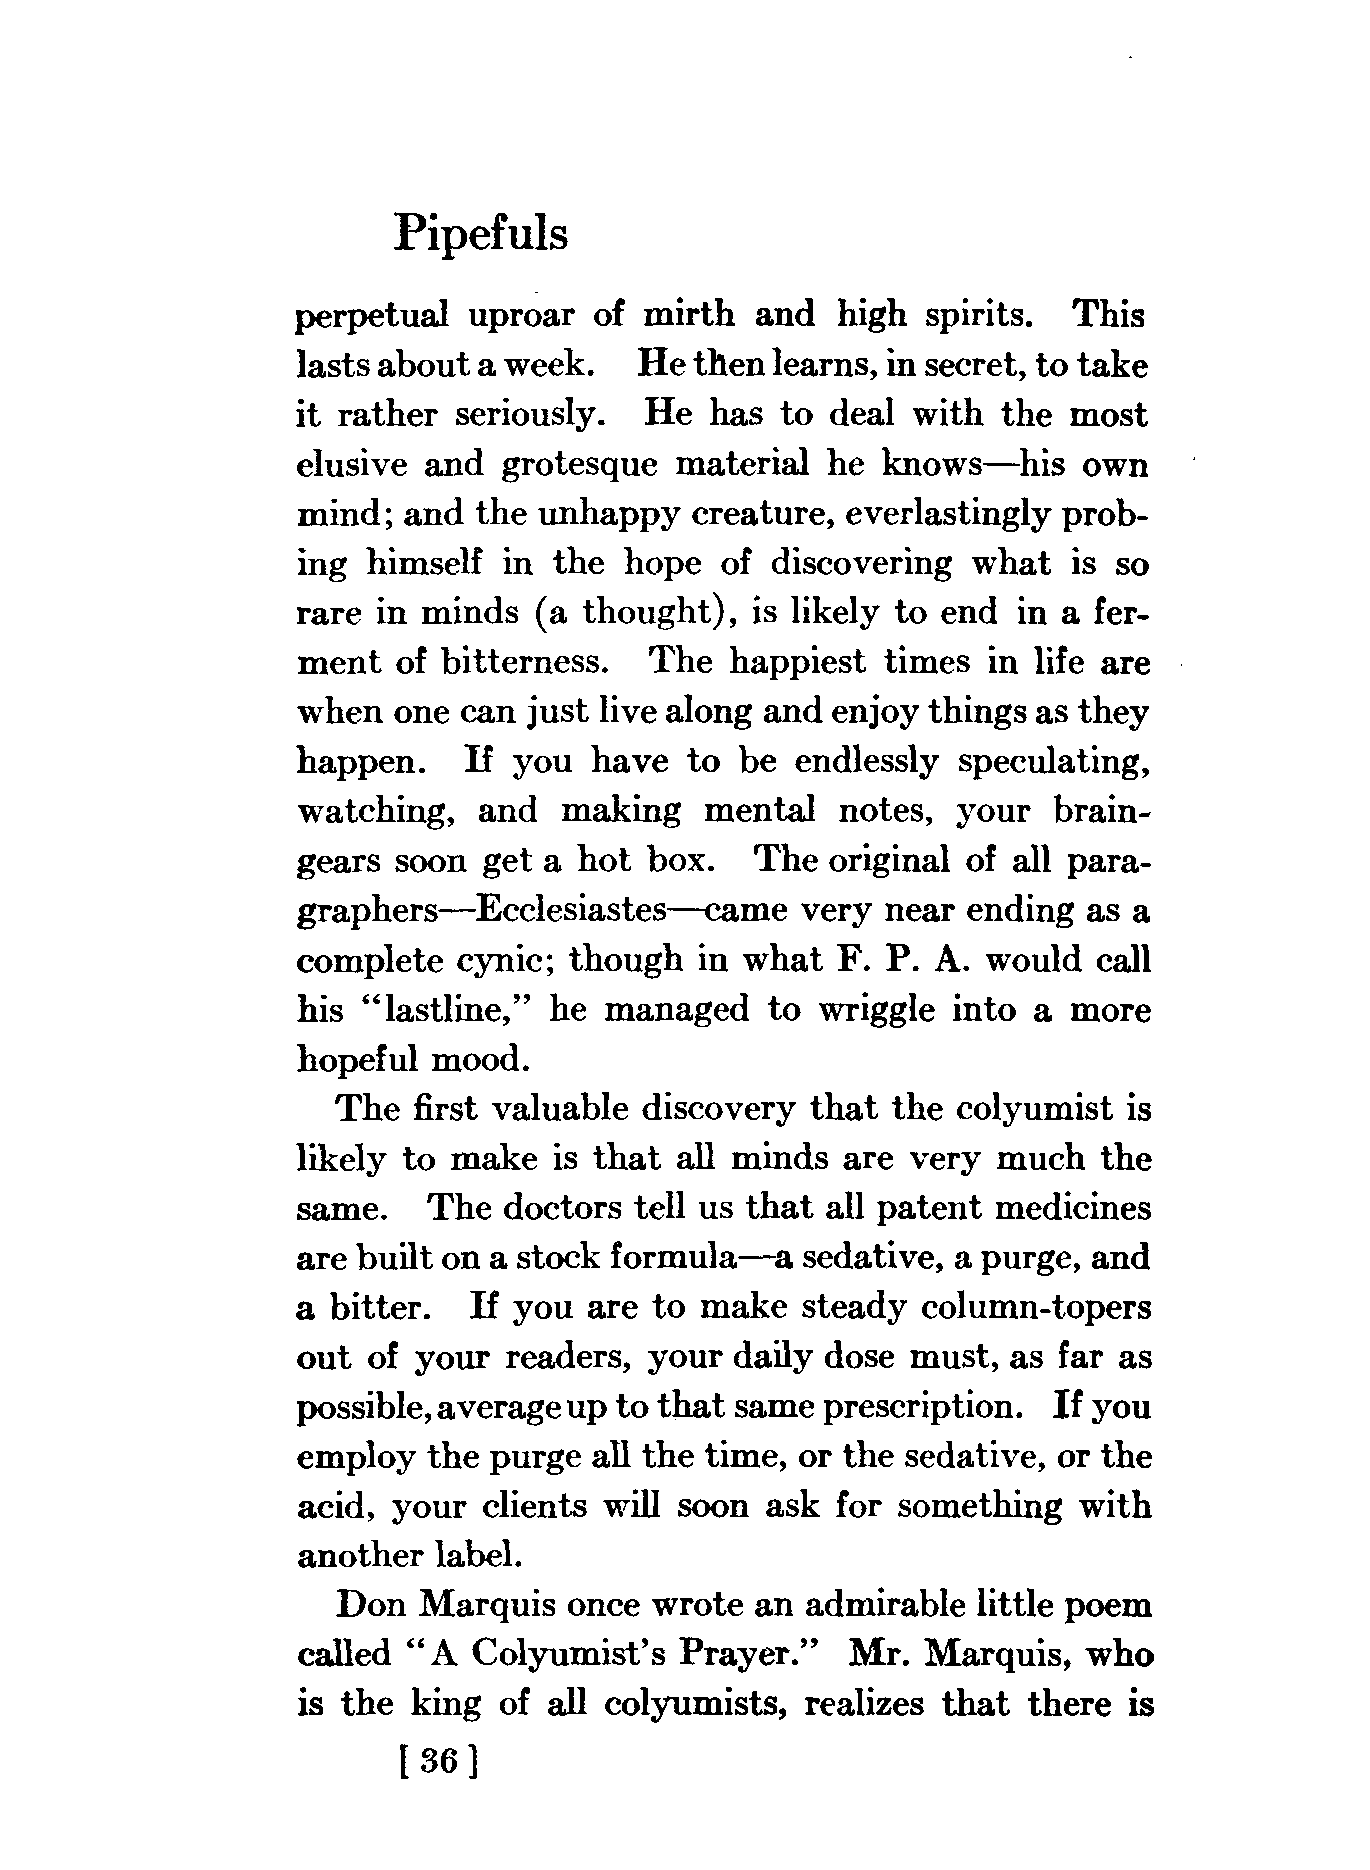 Pipefuls
perpetual uproar of mirth and high spirits. This
lasts about a week. He then learns, in secret, to take
it rather seriously. He has to deal with the most
elusive and grotesque material he knows—his own
mind; and the unhappy creature, everlastingly prob-
ing himself in the hope of discovering what is so
rare in minds (a thought), is likely to end in a fer-
ment of bitterness. The happiest times in life are
when one can just live along and enjoy things as they
happen. If you have to be endlessly speculating,
watching, and making mental notes, your brain-
gears soon get a hot box. The original of all para-
graphers—Ecclesiastes—came very near ending as a
complete cynic; though in what F. P. A. would call
his "lastline," he managed to wriggle into a more
hopeful mood.
The first valuable discovery that the colyumist is
likely to make is that all minds are very much the
same. The doctors tell us that all patent medicines
are built on a stock formula—a sedative, a purge, and
a bitter. If you are to make steady column-topers
out of your readers, your daily dose must, as far as
possible, average up to that same prescription. If you
employ the purge all the time, or the sedative, or the
acid, your clients will soon ask for something with
another label.
Don Marquis once wrote an admirable little poem
called "A Colyumist's Prayer." Mr. Marquis, who
is the king of all colyumists, realizes that there is
[ 36 ]